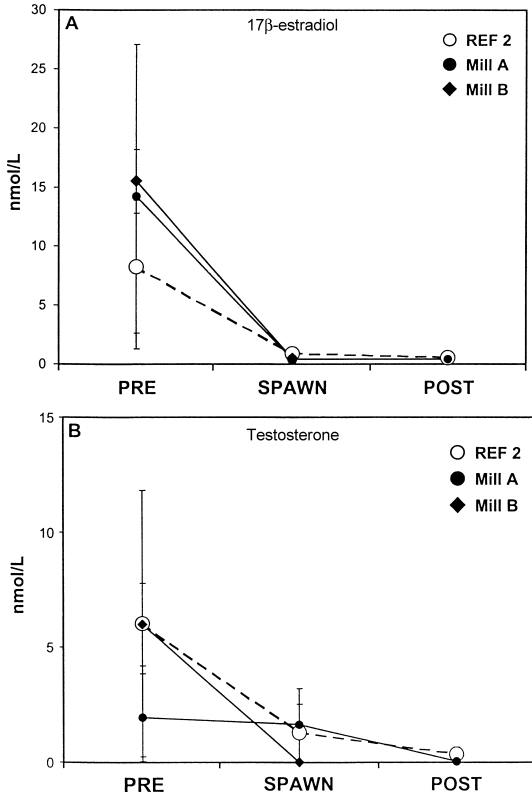 A
17β-estradiol
REF 2
Mill A
Mill B
nmol/L
30
25
20
15
10
5
0
PRE SPAWN POST
B
Testosterone
REF 2
Mill A
Mill B
nmol/L
15
10
5
0
PRE SPAWN POST